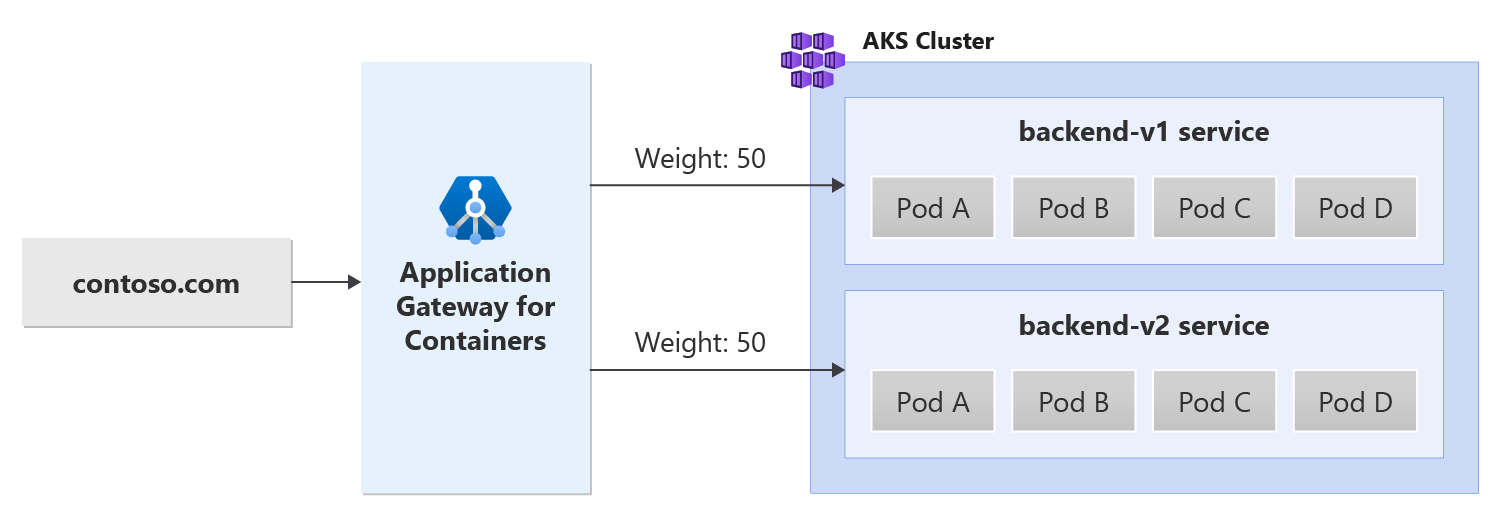 AKS Cluster
contoso.com
Application
Gateway for
Containers
Weight: 50
Weight: 50
backend-v1 service
Pod A
Pod B
Pod C
Pod D
backend-v2 service
Pod A
Pod B
Pod C
Pod D